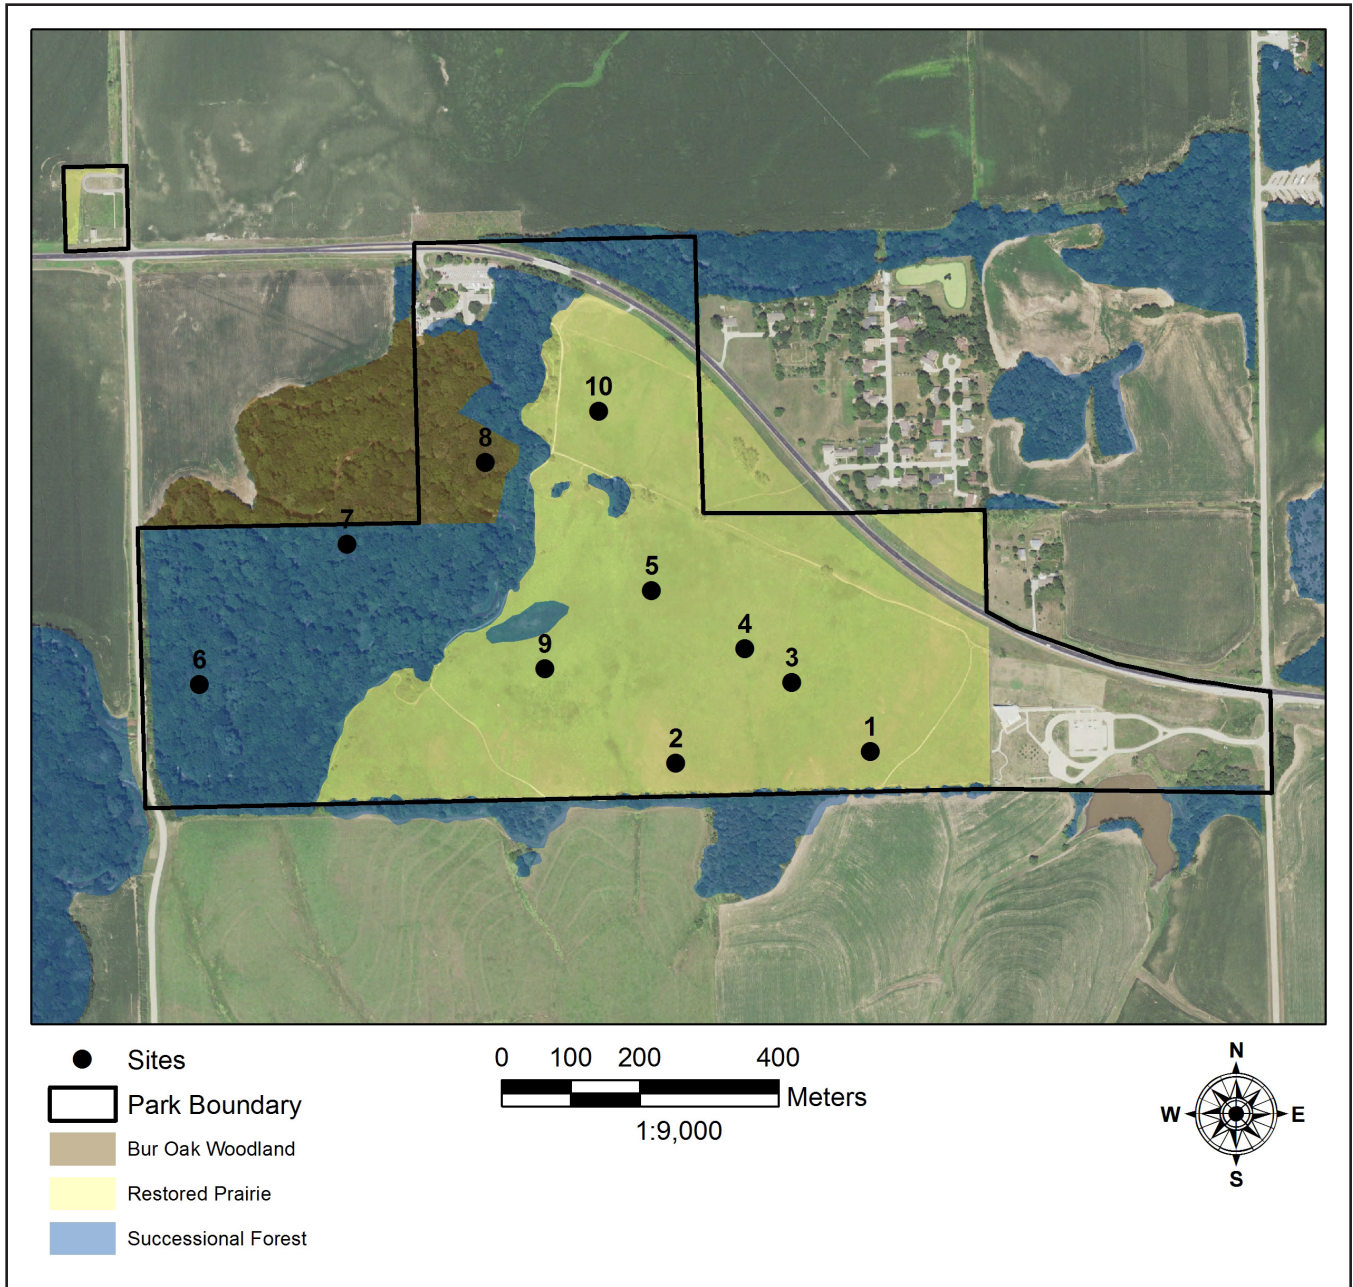 10
8
7
5
4
9
3
6
1
2
Sites
Park Boundary
Bur Oak Woodland
Restored Prairie
Successional Forest
0 100 200 400
Meters
1:9,000
N
W E
S